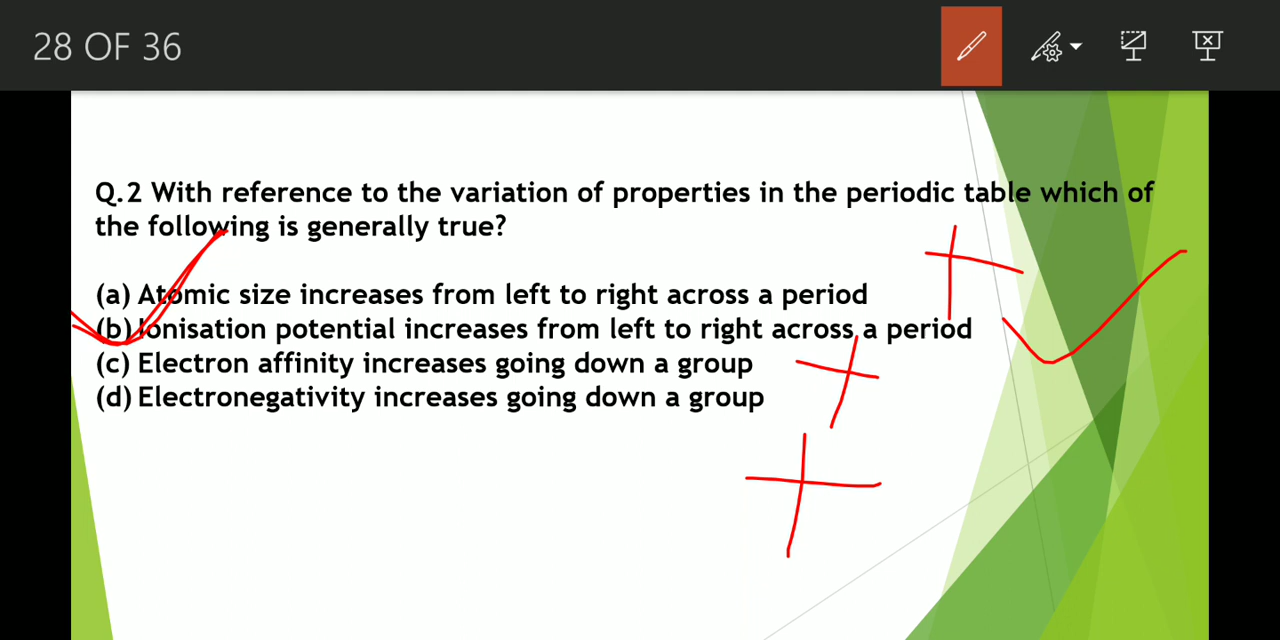 28 OF 36
Q.2 With reference to the variation of properties in the periodic table which of
the following is generally true?
(a) Atomic size increases from left to right across a period
(b) Ionisation potential increases from left to right across a period
(c) Electron affinity increases going down a group
(d) Electronegativity increases going down a group